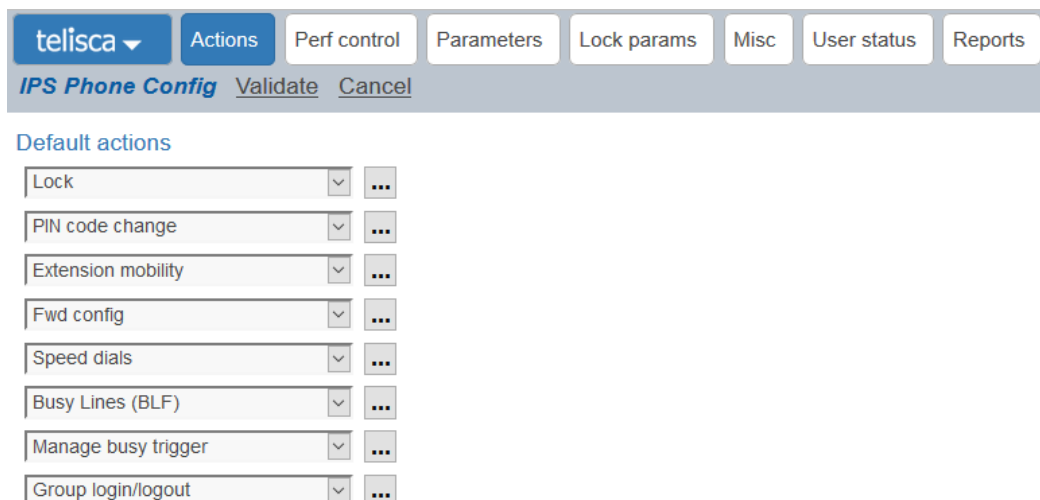 telisca Actions Perf control Parameters Lock params Misc User status Reports
IPS Phone Config Validate Cancel
Default actions
Lock ...
PIN code change ...
Extension mobility ...
Fwd config ...
Speed dials ...
Busy Lines (BLF) ...
Manage busy trigger ...
Group login/logout ...